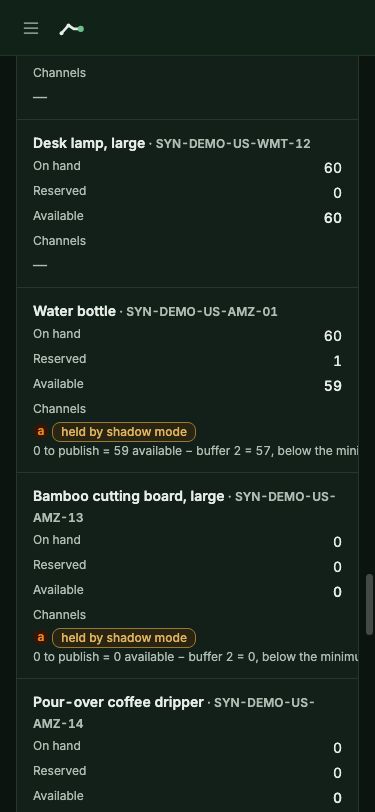 Channels
—
Desk lamp, large · SYN-DEMO-US-WMT-12
On hand 60
Reserved 0
Available 60
Channels
—
Water bottle · SYN-DEMO-US-AMZ-01
On hand 60
Reserved 1
Available 59
Channels
a held by shadow mode
0 to publish = 59 available − buffer 2 = 57, below the mini
Bamboo cutting board, large · SYN-DEMO-US-
AMZ-13
On hand 0
Reserved 0
Available 0
Channels
a held by shadow mode
0 to publish = 0 available − buffer 2 = 0, below the minimu
Pour-over coffee dripper · SYN-DEMO-US-
AMZ-14
On hand 0
Reserved 0
Available 0